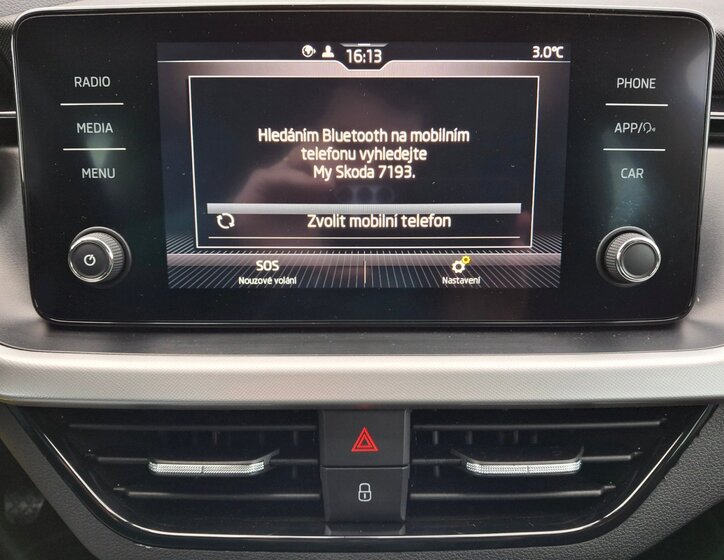 RADIO
MEDIA
MENU
16:13
3.0°C
Hledáním Bluetooth na mobilním
telefonu vyhledejte
My Skoda 7193.
Zvolit mobilní telefon
SOS
Nouzové volání
Nastavení
PHONE
APP/
CAR